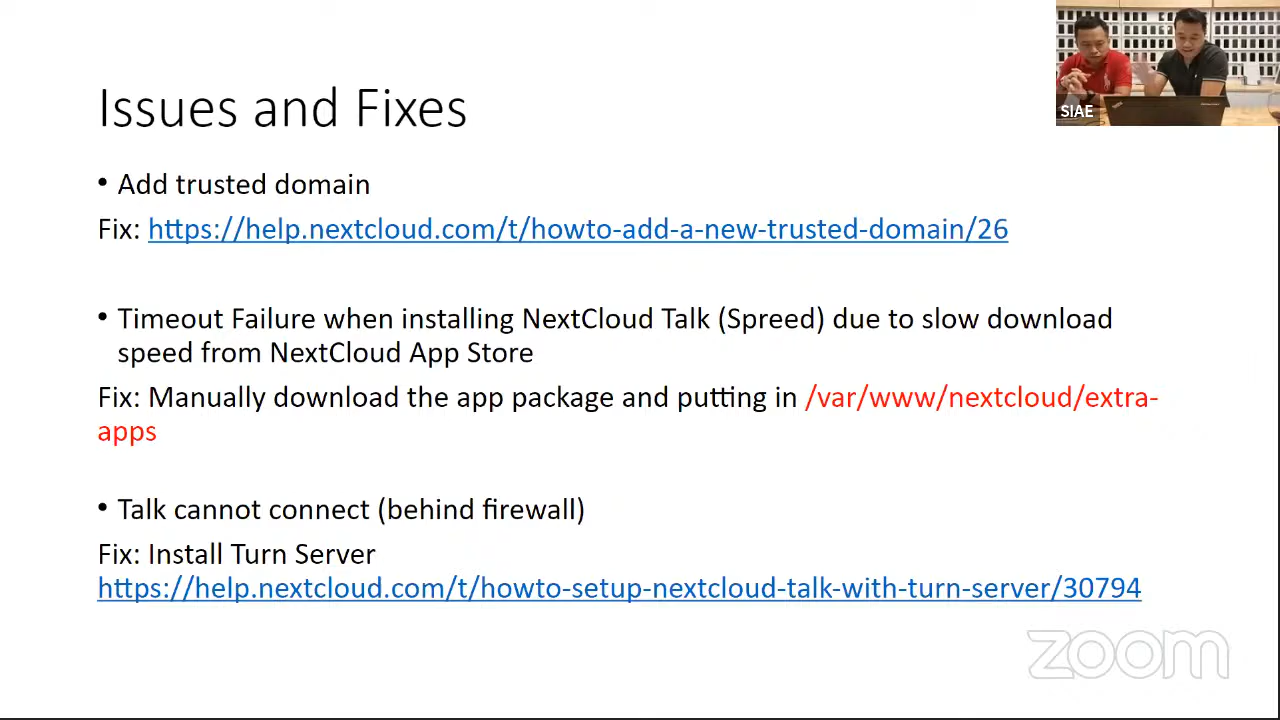 SIAE
Issues and Fixes
• Add trusted domain
Fix: https://help.nextcloud.com/t/howto-add-a-new-trusted-domain/26
• Timeout Failure when installing NextCloud Talk (Spreed) due to slow download
speed from NextCloud App Store
Fix: Manually download the app package and putting in /var/www/nextcloud/extra-
apps
• Talk cannot connect (behind firewall)
Fix: Install Turn Server
https://help.nextcloud.com/t/howto-setup-nextcloud-talk-with-turn-server/30794
zoom